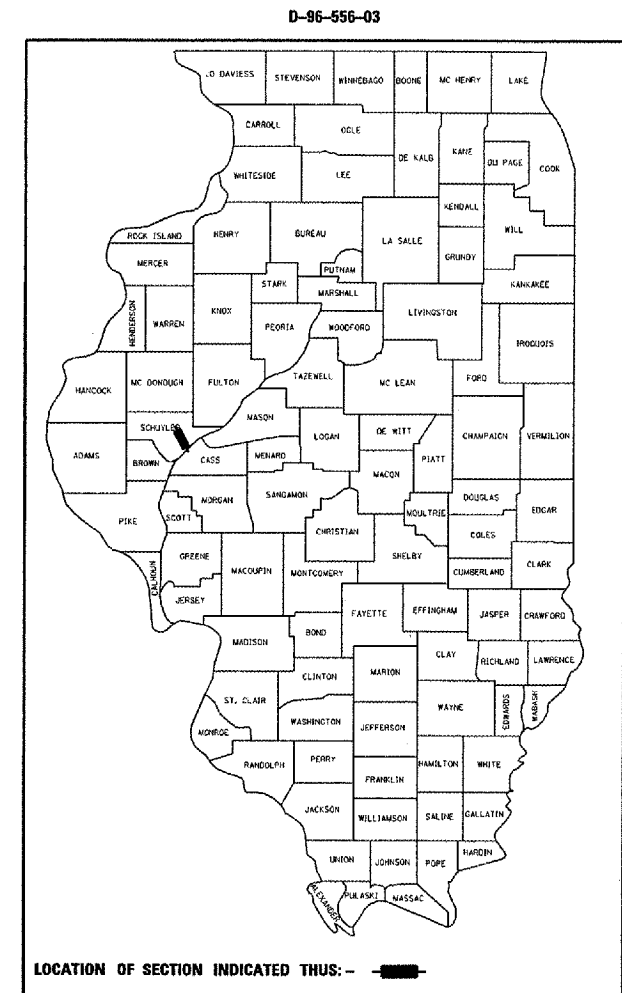 D-96-556-03
JO DAVIESS STEVENSON WINNEBAGO BOONE MC HENRY LAKE
CARROLL OGLE DE KALB KANE DU PAGE COOK
WHITESIDE LEE
KENDALL
ROCK ISLAND HENRY BUREAU LA SALLE GRUNDY WILL
MERCER PUTNAM
STARK MARSHALL KANKAKEE
HENDERSON WARREN KNOX PEORIA WOODFORD LIVINGSTON IROQUOIS
HANCOCK MC DONOUGH FULTON TAZEWELL MC LEAN FORD
MASON
SCHUYLER LOGAN DE WITT CHAMPAIGN VERMILION
ADAMS BROWN CASS MENARD PIATT
MACON
MORGAN SANGAMON DOUGLAS
PIKE SCOTT MOULTRIE EDGAR
CHRISTIAN COLES
GREENE MACOUPIN SHELBY
CALHOUN MONTGOMERY CUMBERLAND CLARK
JERSEY FAYETTE EFFINGHAM JASPER CRAWFORD
MADISON BOND
CLAY RICHLAND LAWRENCE
CLINTON MARION
ST. CLAIR WAYNE EDWARDS WABASH
WASHINGTON JEFFERSON
MONROE
RANDOLPH PERRY HAMILTON WHITE
FRANKLIN
JACKSON WILLIAMSON SALINE GALLATIN
UNION JOHNSON POPE HARDIN
ALEXANDER PULASKI MASSAC
LOCATION OF SECTION INDICATED THUS: -